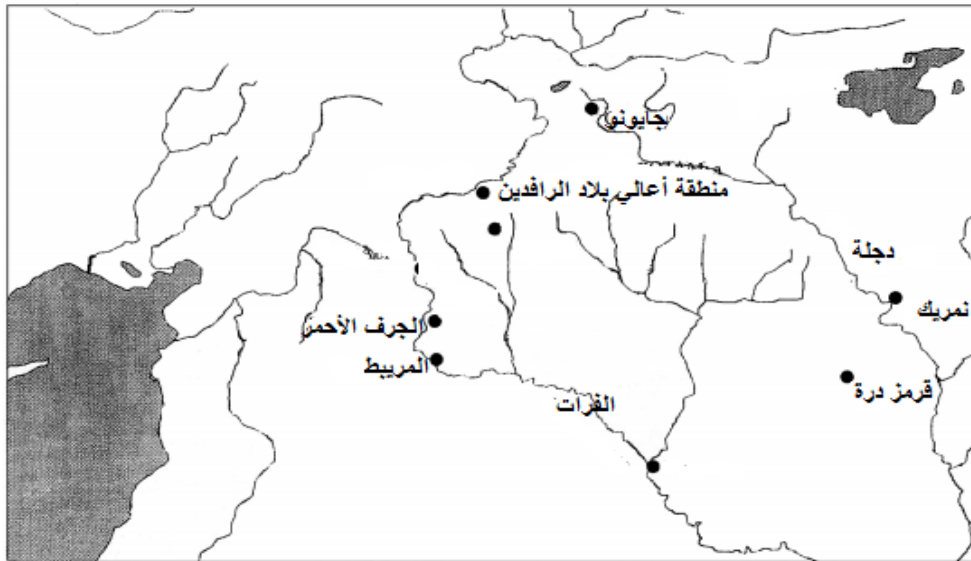 جايونو
منطقة أعالي بلاد الرافدين
دجلة
نمريك
الجرف الأحمر
المريبط
قرمز درة
الفرات